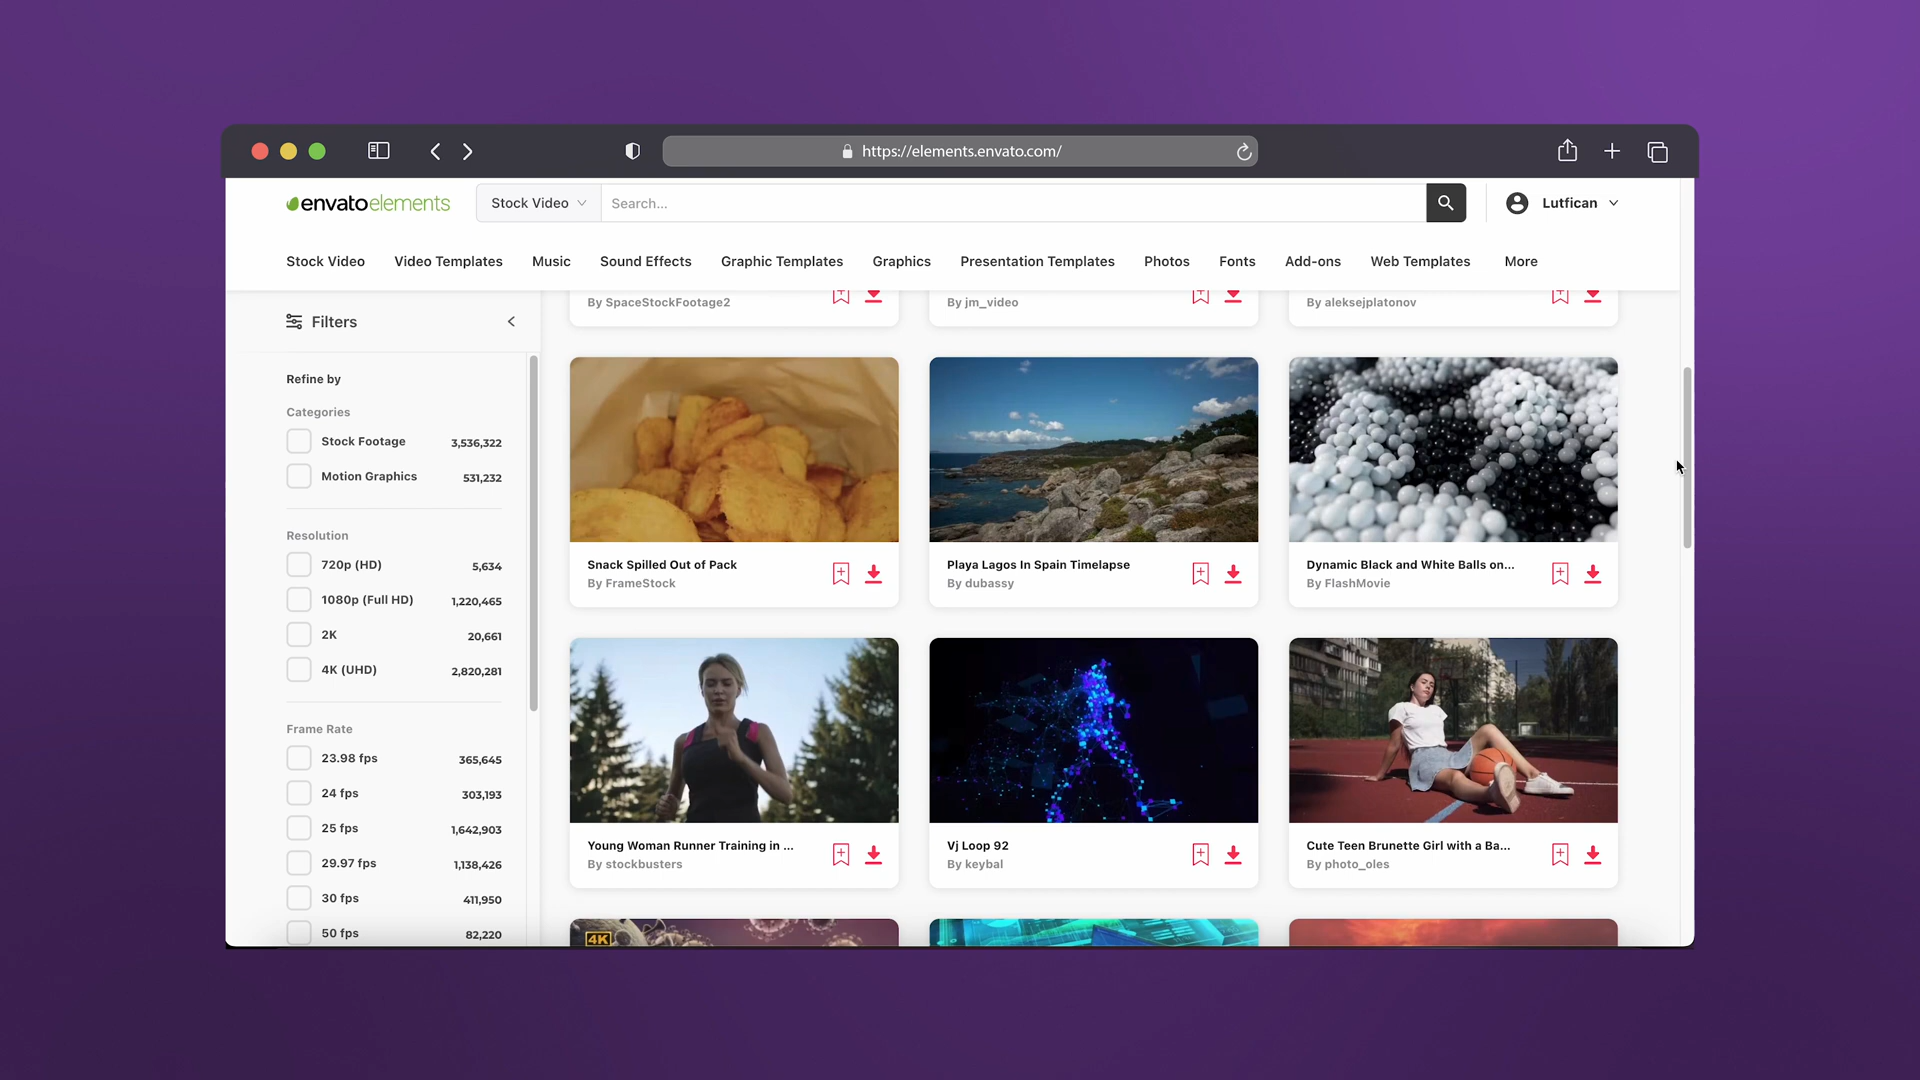 https://elements.envato.com/
envatoelements
Stock Video
Search...
Lutfican
Stock Video Video Templates Music Sound Effects Graphic Templates Graphics Presentation Templates Photos Fonts Add-ons Web Templates More
Filters
Refine by
Categories
Stock Footage 3,536,322
Motion Graphics 531,232
Resolution
720p (HD) 5,634
1080p (Full HD) 1,220,465
2K 20,661
4K (UHD) 2,820,281
Frame Rate
23.98 fps 365,645
24 fps 303,193
25 fps 1,642,903
29.97 fps 1,138,426
30 fps 411,950
50 fps 82,220
By SpaceStockFootage2
By jm_video
By aleksejplatonov
Snack Spilled Out of Pack
By FrameStock
Playa Lagos In Spain Timelapse
By dubassy
Dynamic Black and White Balls on...
By FlashMovie
Young Woman Runner Training in ...
By stockbusters
Vj Loop 92
By keybal
Cute Teen Brunette Girl with a Ba...
By photo_oles
4K